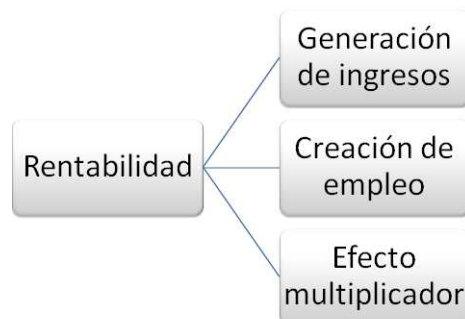 Rentabilidad
Generación
de ingresos
Creación de
empleo
Efecto
multiplicador